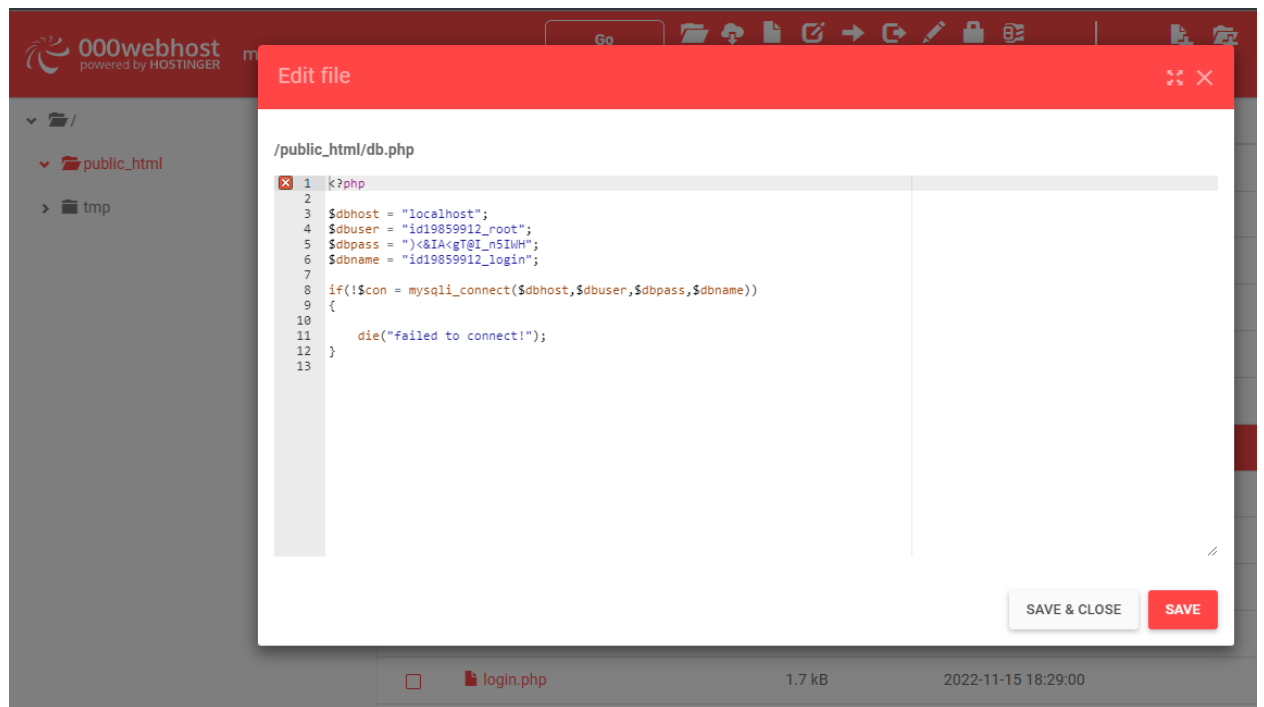 000webhost
powered by HOSTINGER
m
Go
Edit file
/
public_html
tmp
/public_html/db.php
1 <?php
2
3 $dbhost = "localhost";
4 $dbuser = "id19859912_root";
5 $dbpass = ")<&IA<gT@I_n5IWH";
6 $dbname = "id19859912_login";
7
8 if(!$con = mysqli_connect($dbhost,$dbuser,$dbpass,$dbname))
9 {
10
11 die("failed to connect!");
12 }
13
SAVE & CLOSE
SAVE
login.php 1.7 kB 2022-11-15 18:29:00